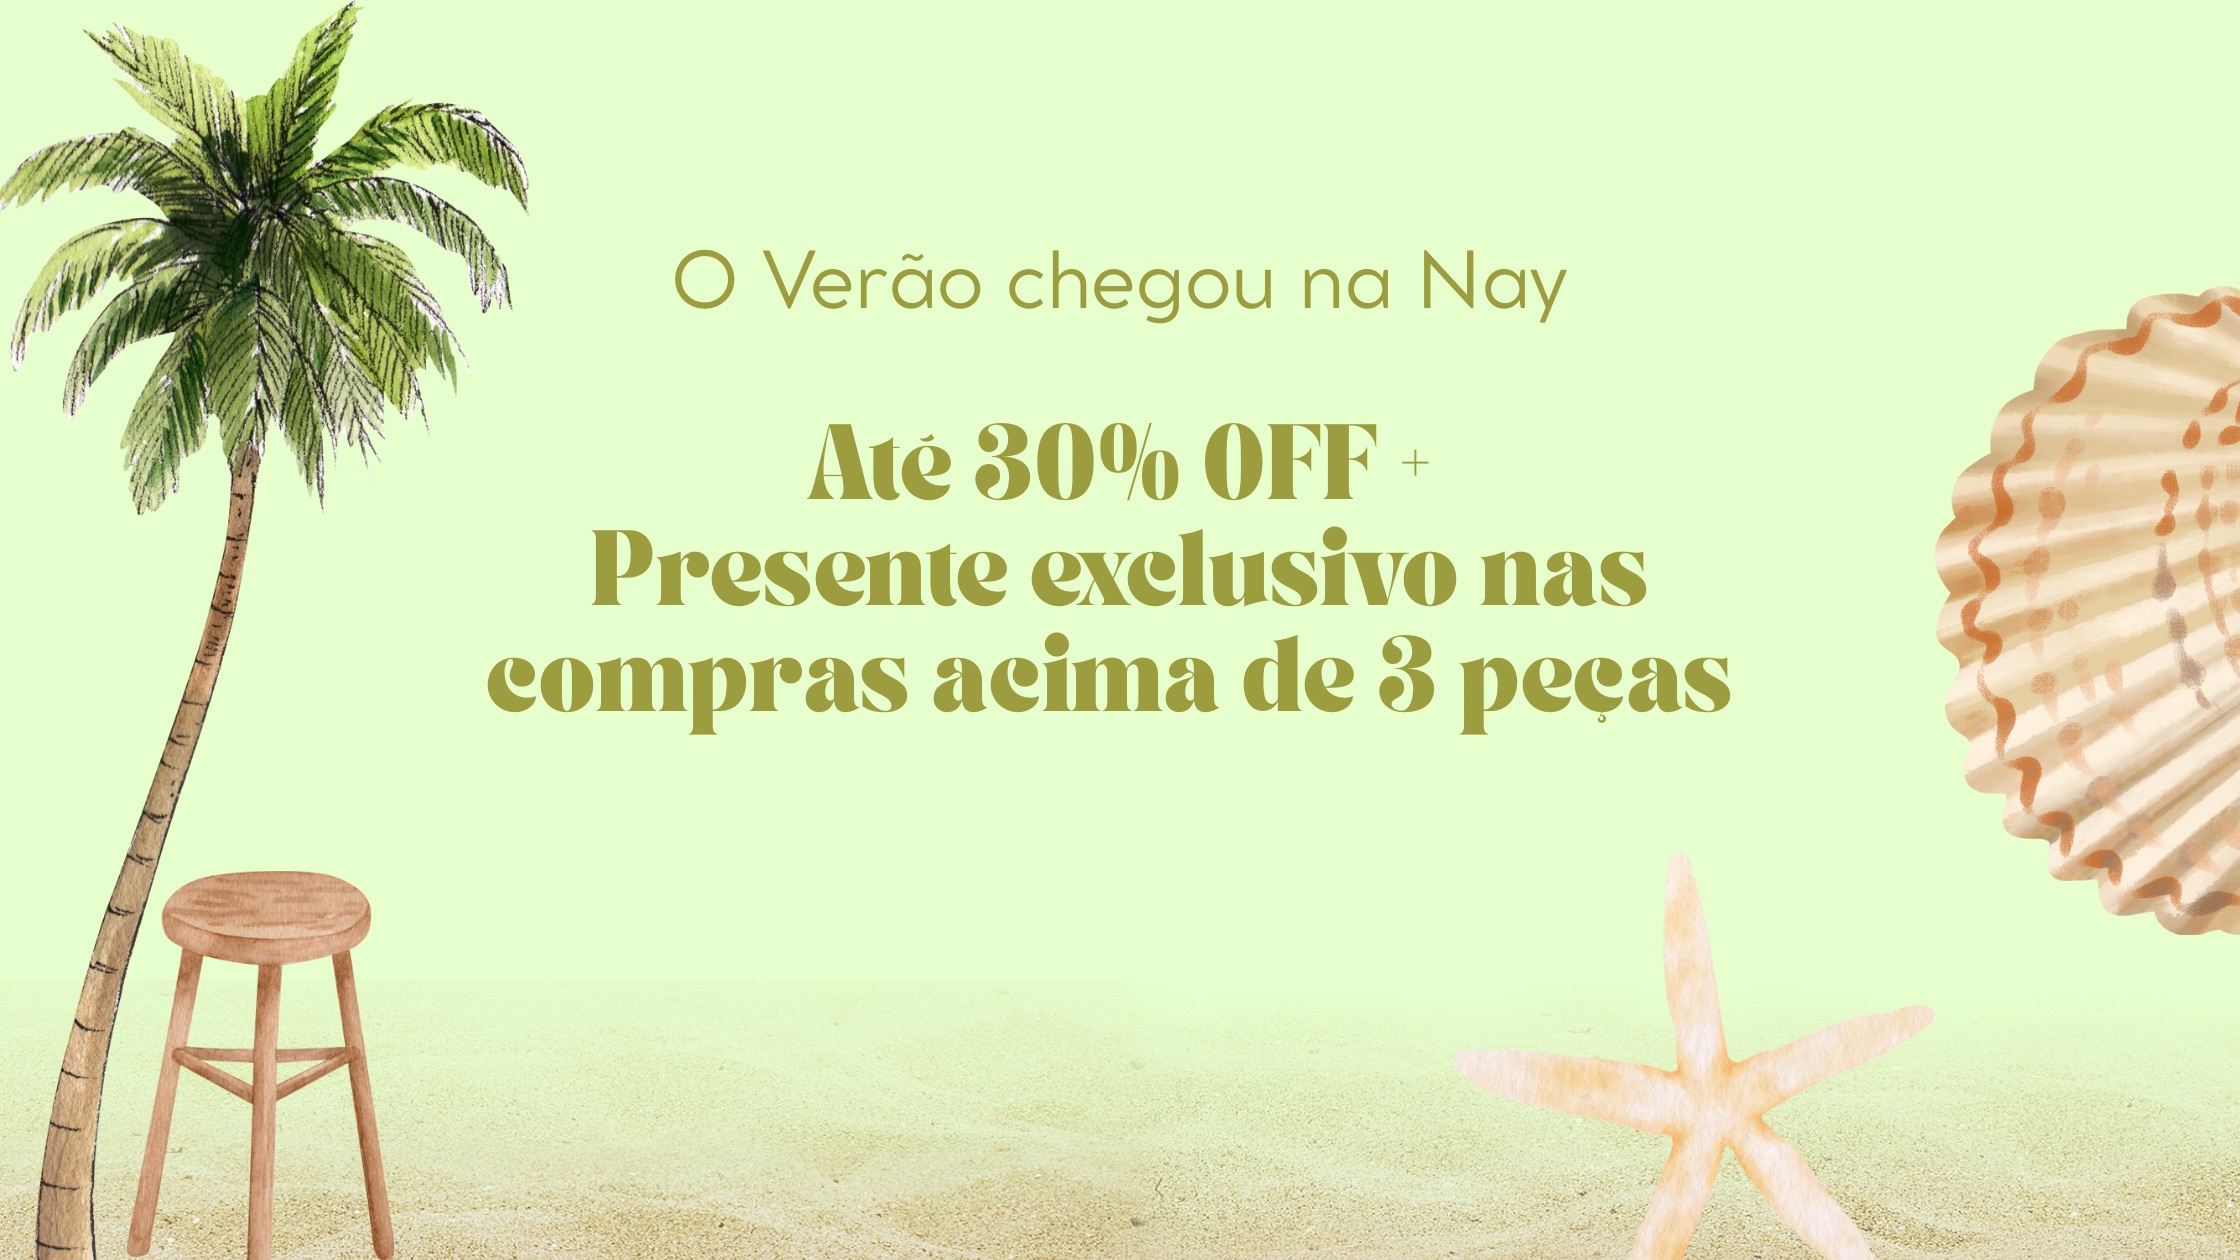 O Verão chegou na Nay
Até 30% OFF +
Presente exclusivo nas
compras acima de 3 peças